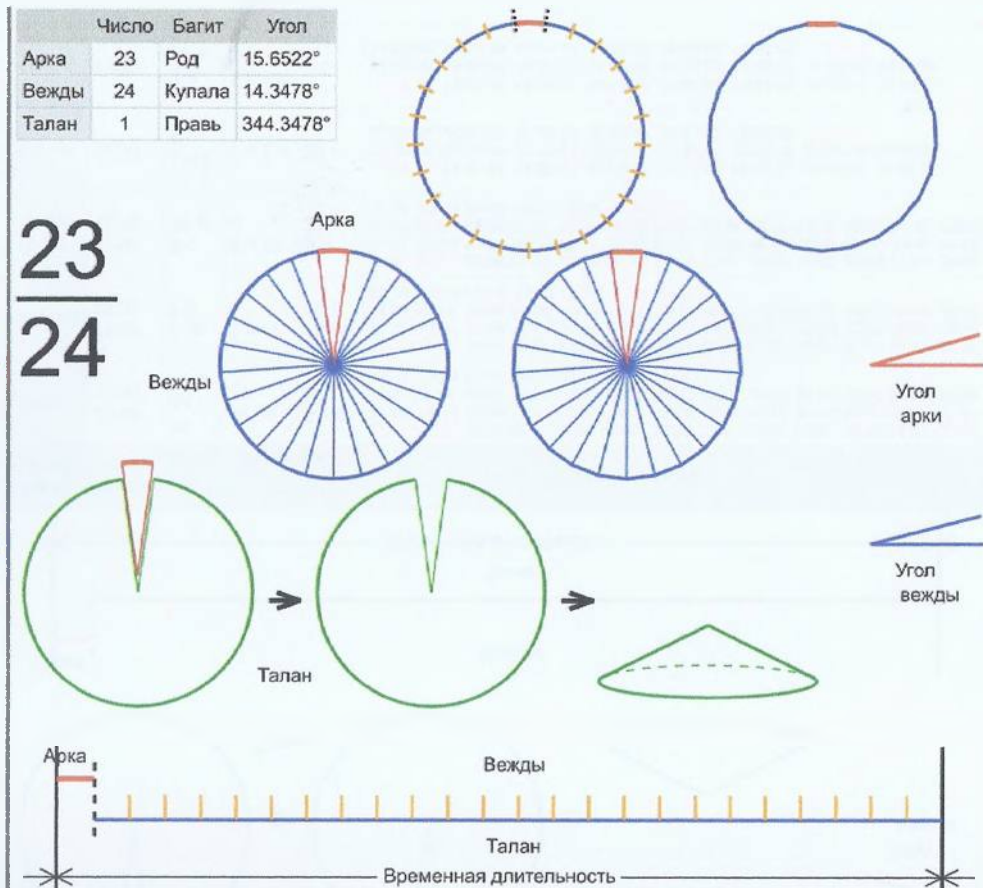 Число Багит Угол
Арка 23 Род 15.6522°
Вежды 24 Купала 14.3478°
Талан 1 Правь 344.3478°
23
24
Арка
Вежды
Угол
арки
Угол
вежды
Талан
Арка
Вежды
Талан
Временная длительность